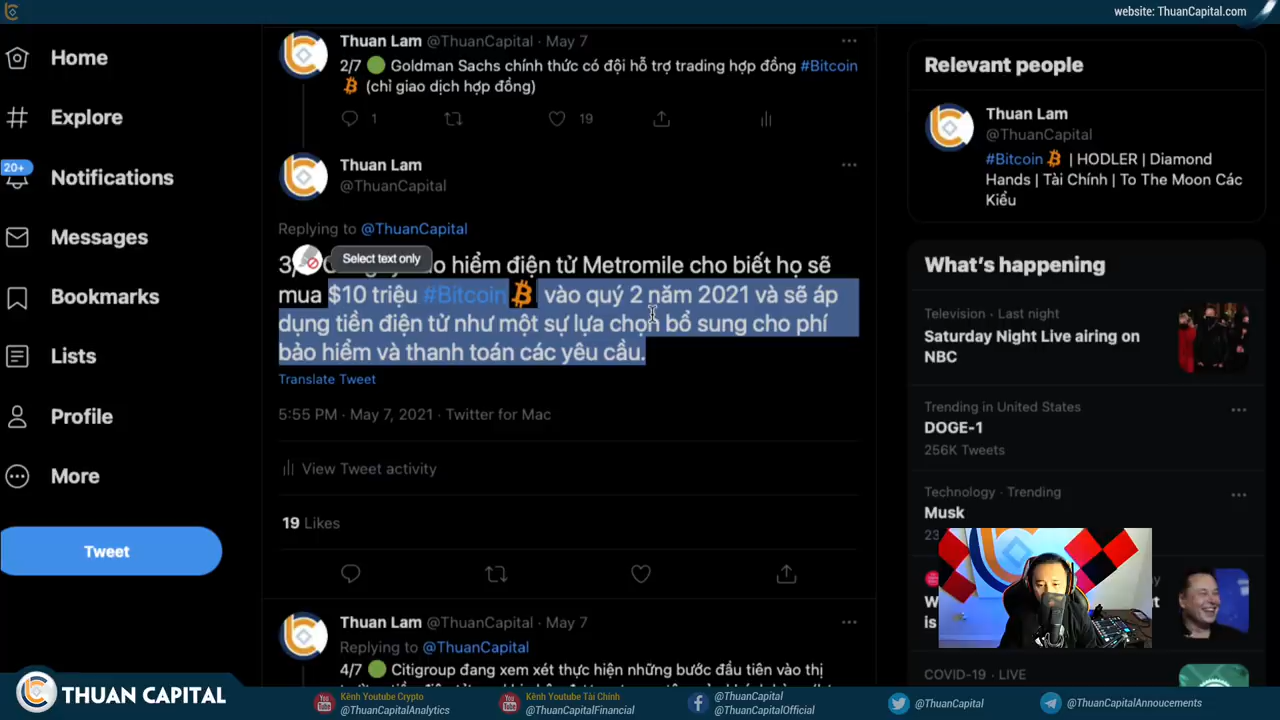 website: ThuanCapital.com
Home
Explore
20+
Notifications
Messages
Bookmarks
Lists
Profile
More
Tweet
Thuan Lam @ThuanCapital · May 7
2/7 🟢 Goldman Sachs chính thức có đội hỗ trợ trading hợp đồng #Bitcoin
(chỉ giao dịch hợp đồng)
1
19
Thuan Lam
@ThuanCapital
Replying to @ThuanCapital
Select text only
hiểm điện tử Metromile cho biết họ sẽ
mua $10 triệu #Bitcoin vào quý 2 năm 2021 và sẽ áp
dụng tiền điện tử như một sự lựa chọn bổ sung cho phí
bảo hiểm và thanh toán các yêu cầu.
Translate Tweet
5:55 PM · May 7, 2021 · Twitter for Mac
View Tweet activity
19 Likes
Thuan Lam @ThuanCapital · May 7
Replying to @ThuanCapital
4/7 🟢 Citigroup đang xem xét thực hiện những bước đầu tiên vào thị
Relevant people
Thuan Lam
@ThuanCapital
#Bitcoin | HODLER | Diamond
Hands | Tài Chính | To The Moon Các
Kiểu
What's happening
Television · Last night
Saturday Night Live airing on
NBC
Trending in United States
DOGE-1
256K Tweets
Technology · Trending
Musk
COVID-19 · LIVE
THUAN CAPITAL
Kênh Youtube Crypto
@ThuanCapitalAnalytics
Kênh Youtube Tài Chính
@ThuanCapitalFinancial
@ThuanCapital
@ThuanCapitalOfficial
@ThuanCapital
@ThuanCapitalAnnoucements